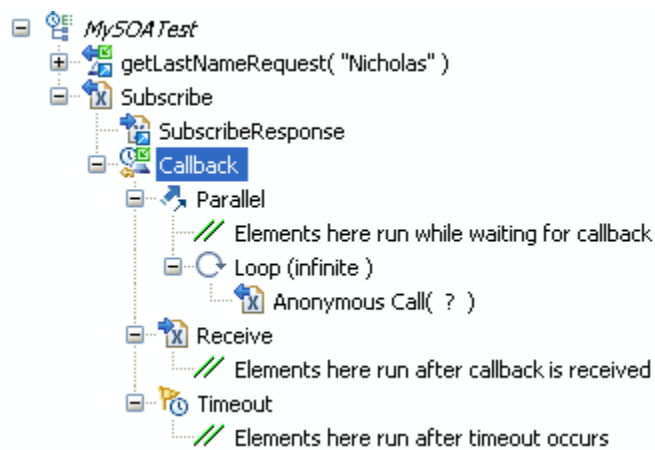 MySOATest
getLastNameRequest( "Nicholas" )
Subscribe
SubscribeResponse
Callback
Parallel
// Elements here run while waiting for callback
Loop (infinite )
Anonymous Call( ? )
Receive
// Elements here run after callback is received
Timeout
// Elements here run after timeout occurs